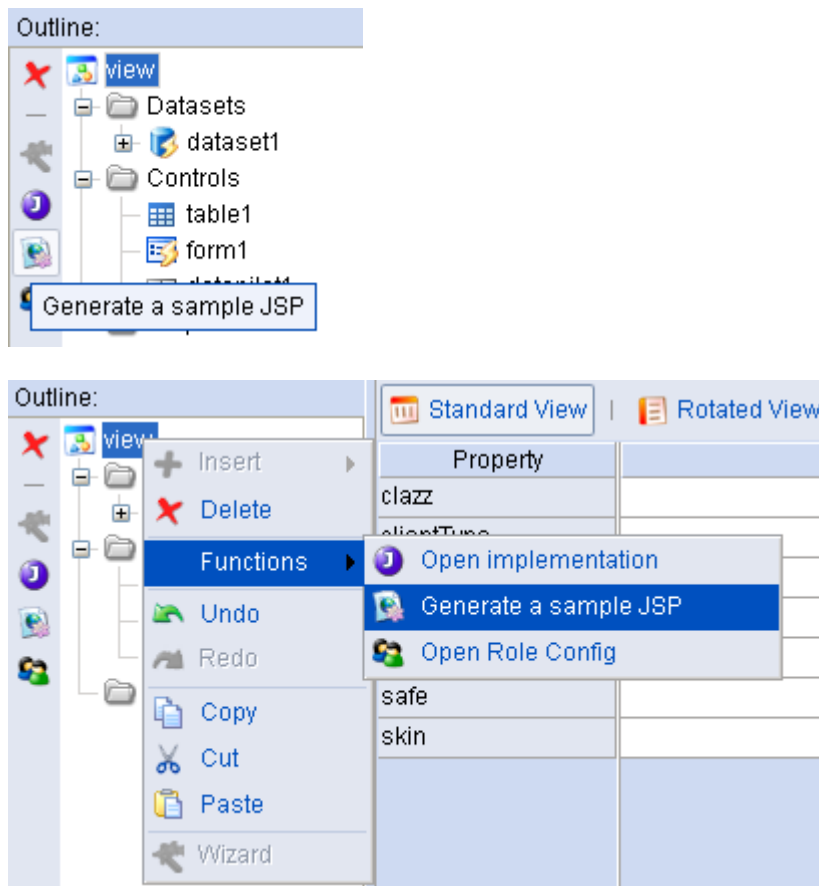 Outline:
view
Datasets
dataset1
Controls
table1
form1
Generate a sample JSP
Outline:
Standard View | Rotated View
view
Insert
Property
Delete
clazz
Functions
Open implementation
Undo
Generate a sample JSP
Redo
Open Role Config
Copy
safe
Cut
skin
Paste
Wizard